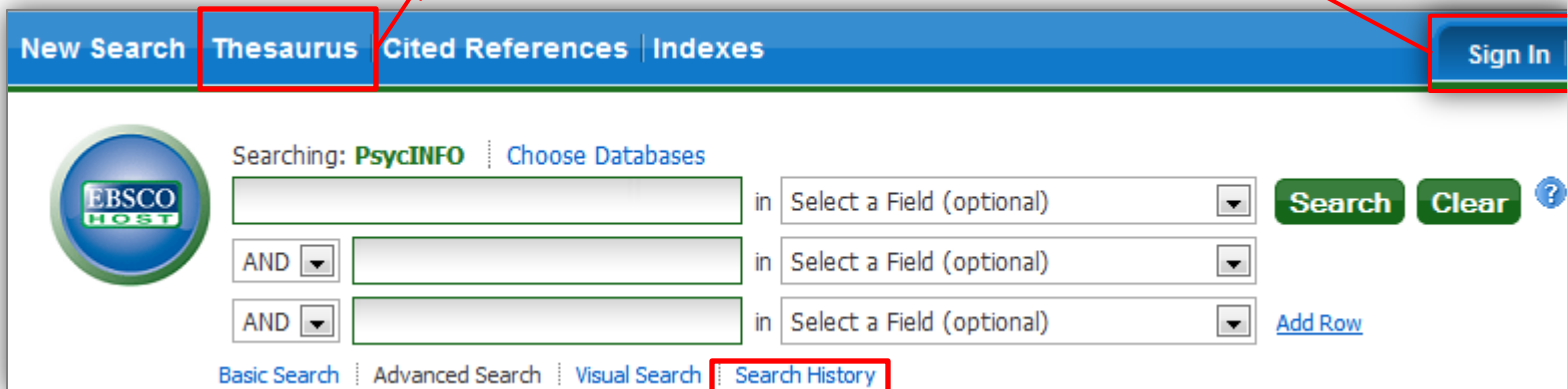 New Search Thesaurus Cited References Indexes Sign In
Searching: PsycINFO Choose Databases
EBSCO
HOST
in Select a Field (optional) Search Clear ?
AND in Select a Field (optional)
AND in Select a Field (optional) Add Row
Basic Search Advanced Search Visual Search Search History